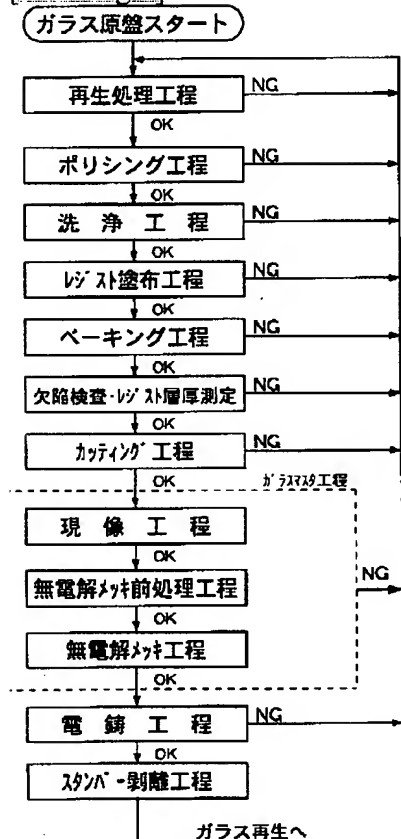 ガラス原盤スタート
再生処理工程
NG
OK
ポリシング工程
NG
OK
洗 浄 工 程
NG
OK
レジスト塗布工程
NG
OK
ベーキング工程
NG
OK
欠陥検査・レジスト層厚測定
NG
OK
カッティング工程
NG
OK
ガラスマスタ工程
現 像 工 程
OK
NG
無電解メッキ前処理工程
OK
無電解メッキ工程
OK
電 鋳 工 程
NG
OK
スタンパー剥離工程
ガラス再生へ